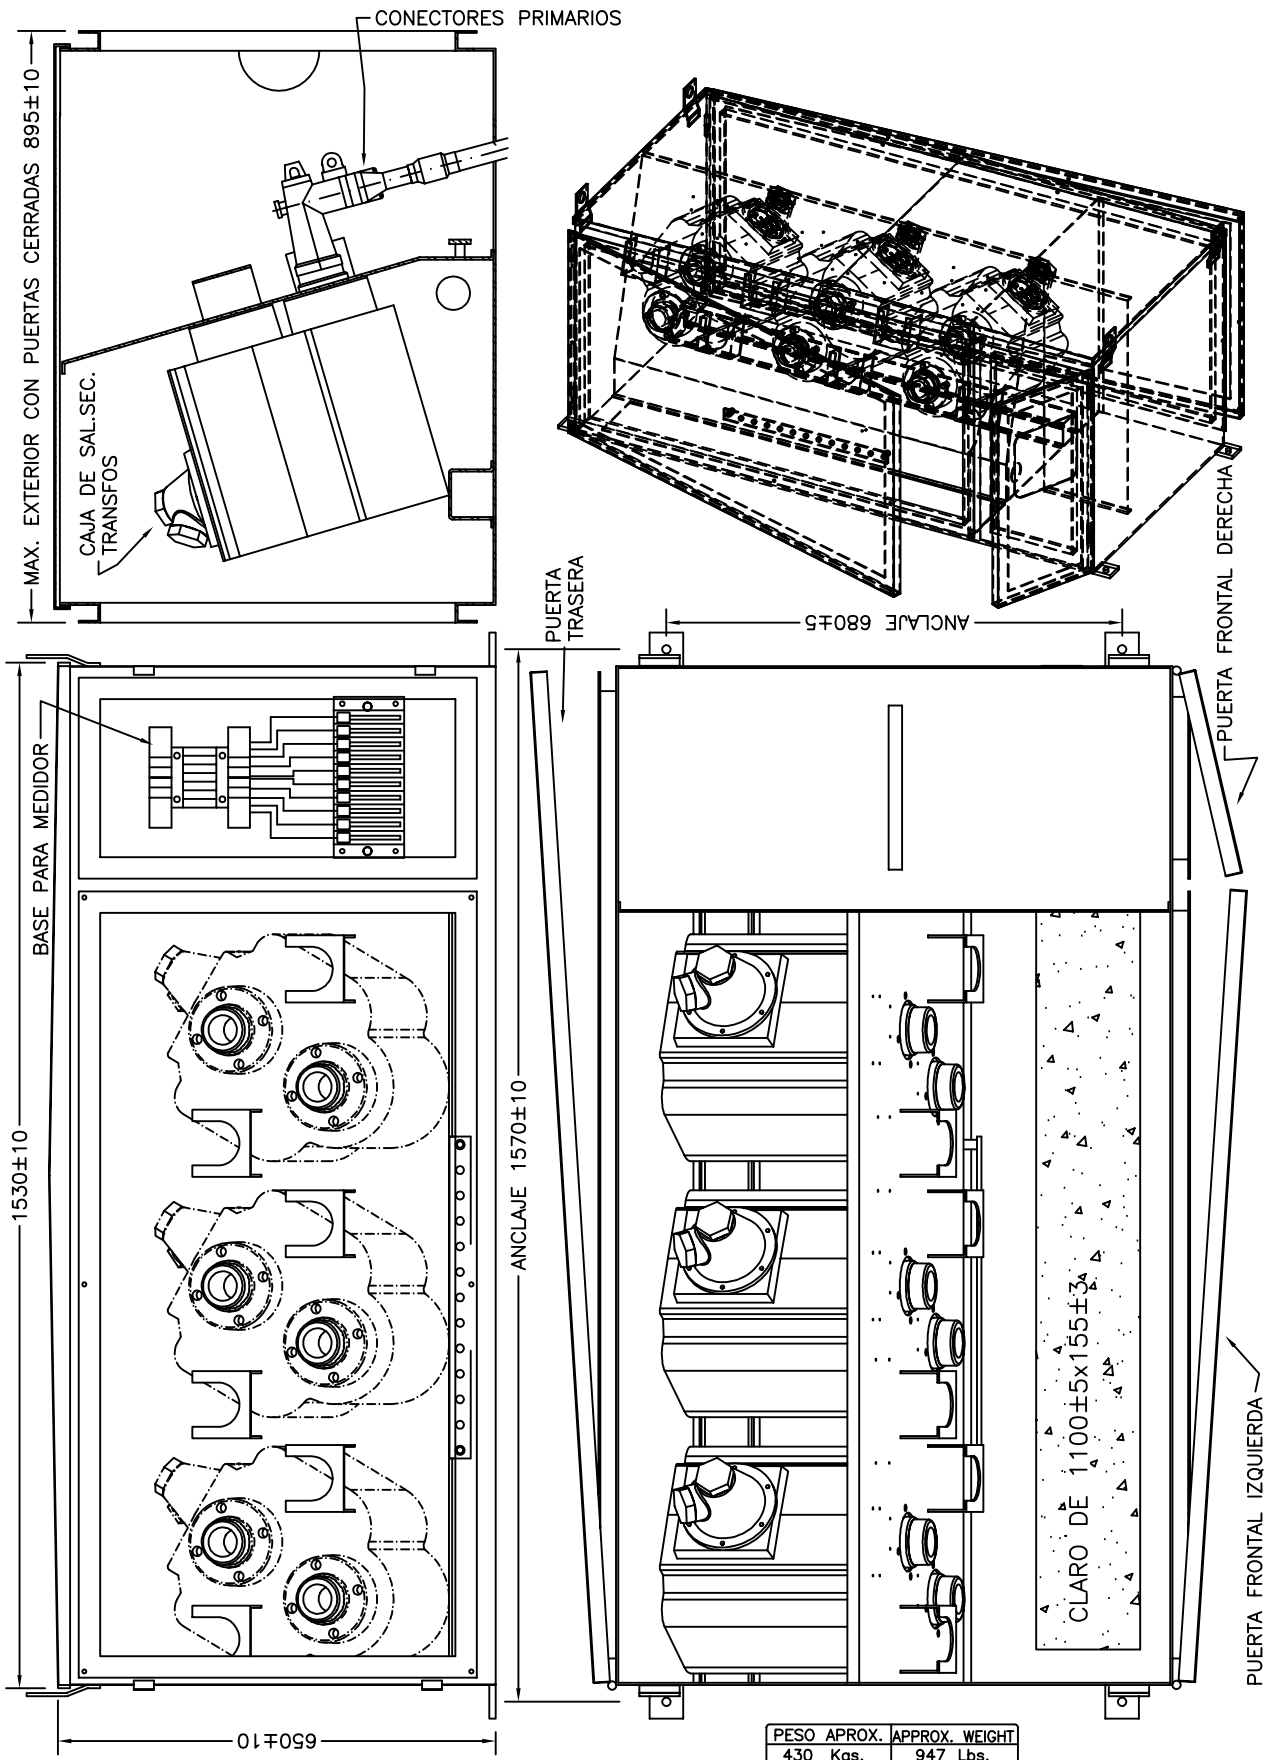 CONECTORES PRIMARIOS
MAX. EXTERIOR CON PUERTAS CERRADAS 895±10
CAJA DE SAL.SEC.
TRANSFOS
PUERTA
TRASERA
ANCLAJE 680±5
PUERTA FRONTAL DERECHA
BASE PARA MEDIDOR
1530±10
ANCLAJE 1570±10
CLARO DE 1100±5x155±3
PUERTA FRONTAL IZQUIERDA
650±10
PESO APROX. APPROX. WEIGHT
430 Kgs. 947 Lbs.